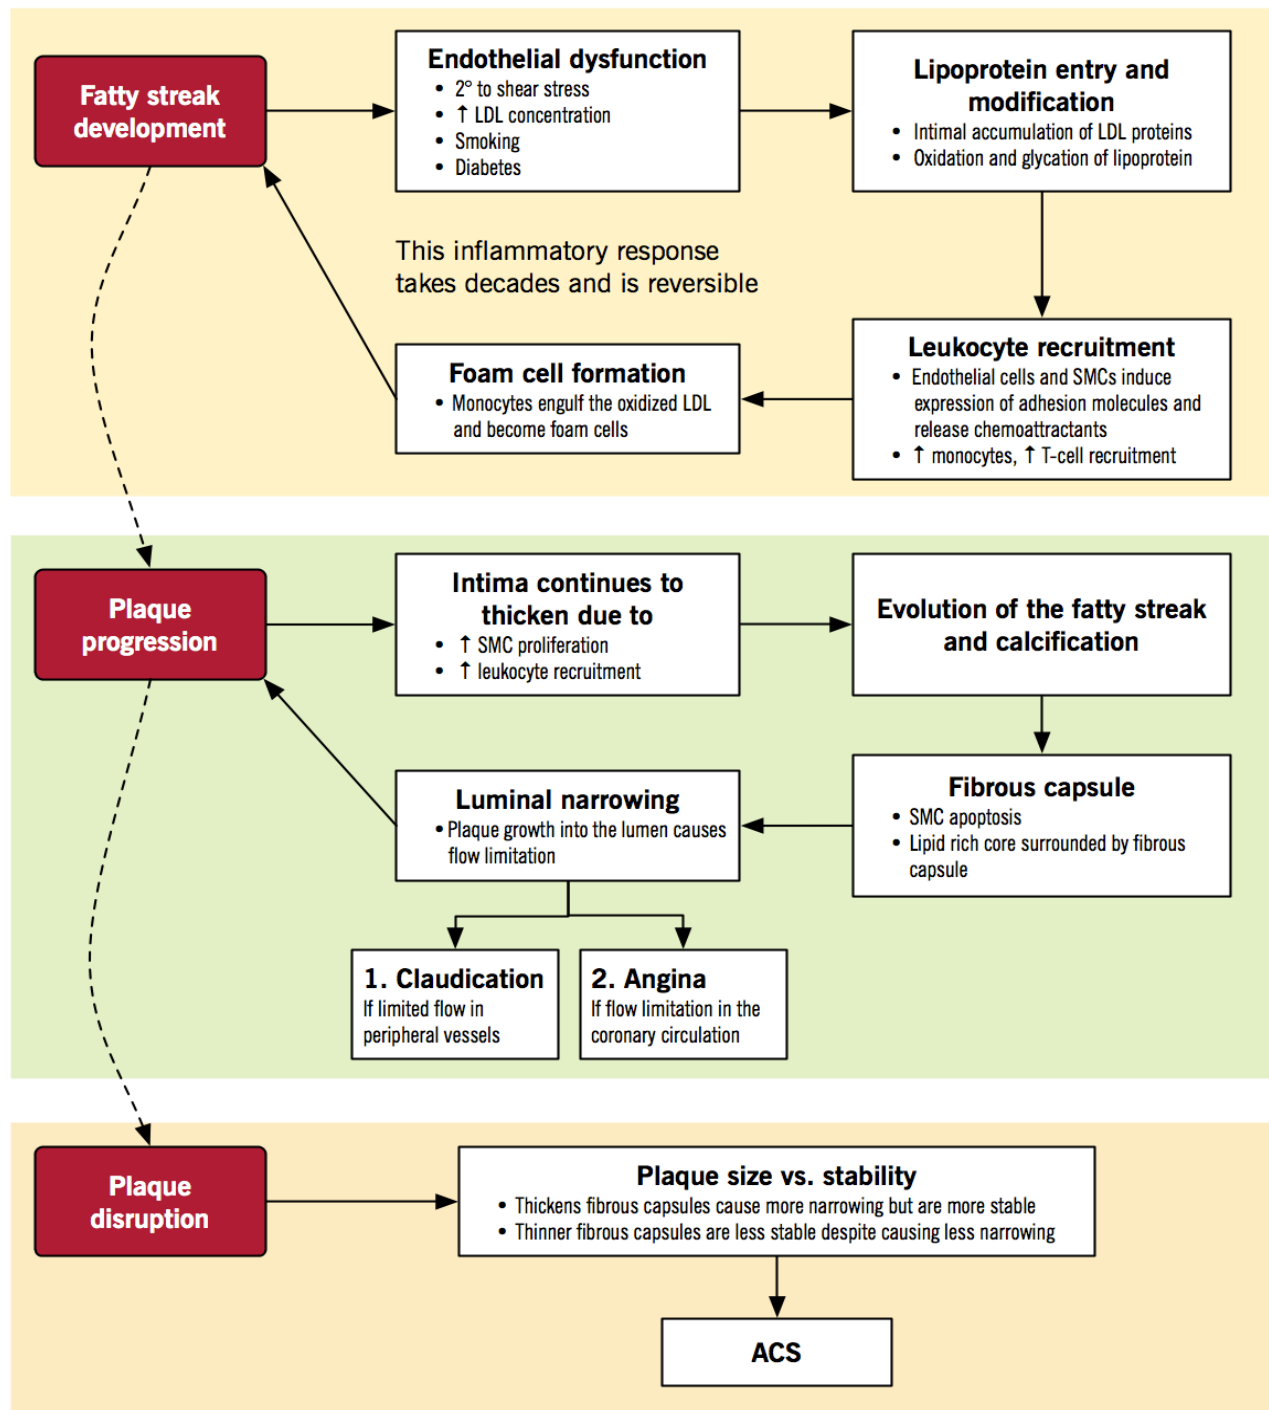 Fatty streak
development
Endothelial dysfunction
• 2° to shear stress
• ↑ LDL concentration
• Smoking
• Diabetes
Lipoprotein entry and
modification
• Intimal accumulation of LDL proteins
• Oxidation and glycation of lipoprotein
This inflammatory response
takes decades and is reversible
Leukocyte recruitment
• Endothelial cells and SMCs induce
expression of adhesion molecules and
release chemoattractants
• ↑ monocytes, ↑ T-cell recruitment
Foam cell formation
• Monocytes engulf the oxidized LDL
and become foam cells
Plaque
progression
Intima continues to
thicken due to
• ↑ SMC proliferation
• ↑ leukocyte recruitment
Evolution of the fatty streak
and calcification
Fibrous capsule
• SMC apoptosis
• Lipid rich core surrounded by fibrous
capsule
Luminal narrowing
• Plaque growth into the lumen causes
flow limitation
1. Claudication
If limited flow in
peripheral vessels
2. Angina
If flow limitation in the
coronary circulation
Plaque
disruption
Plaque size vs. stability
• Thickens fibrous capsules cause more narrowing but are more stable
• Thinner fibrous capsules are less stable despite causing less narrowing
ACS